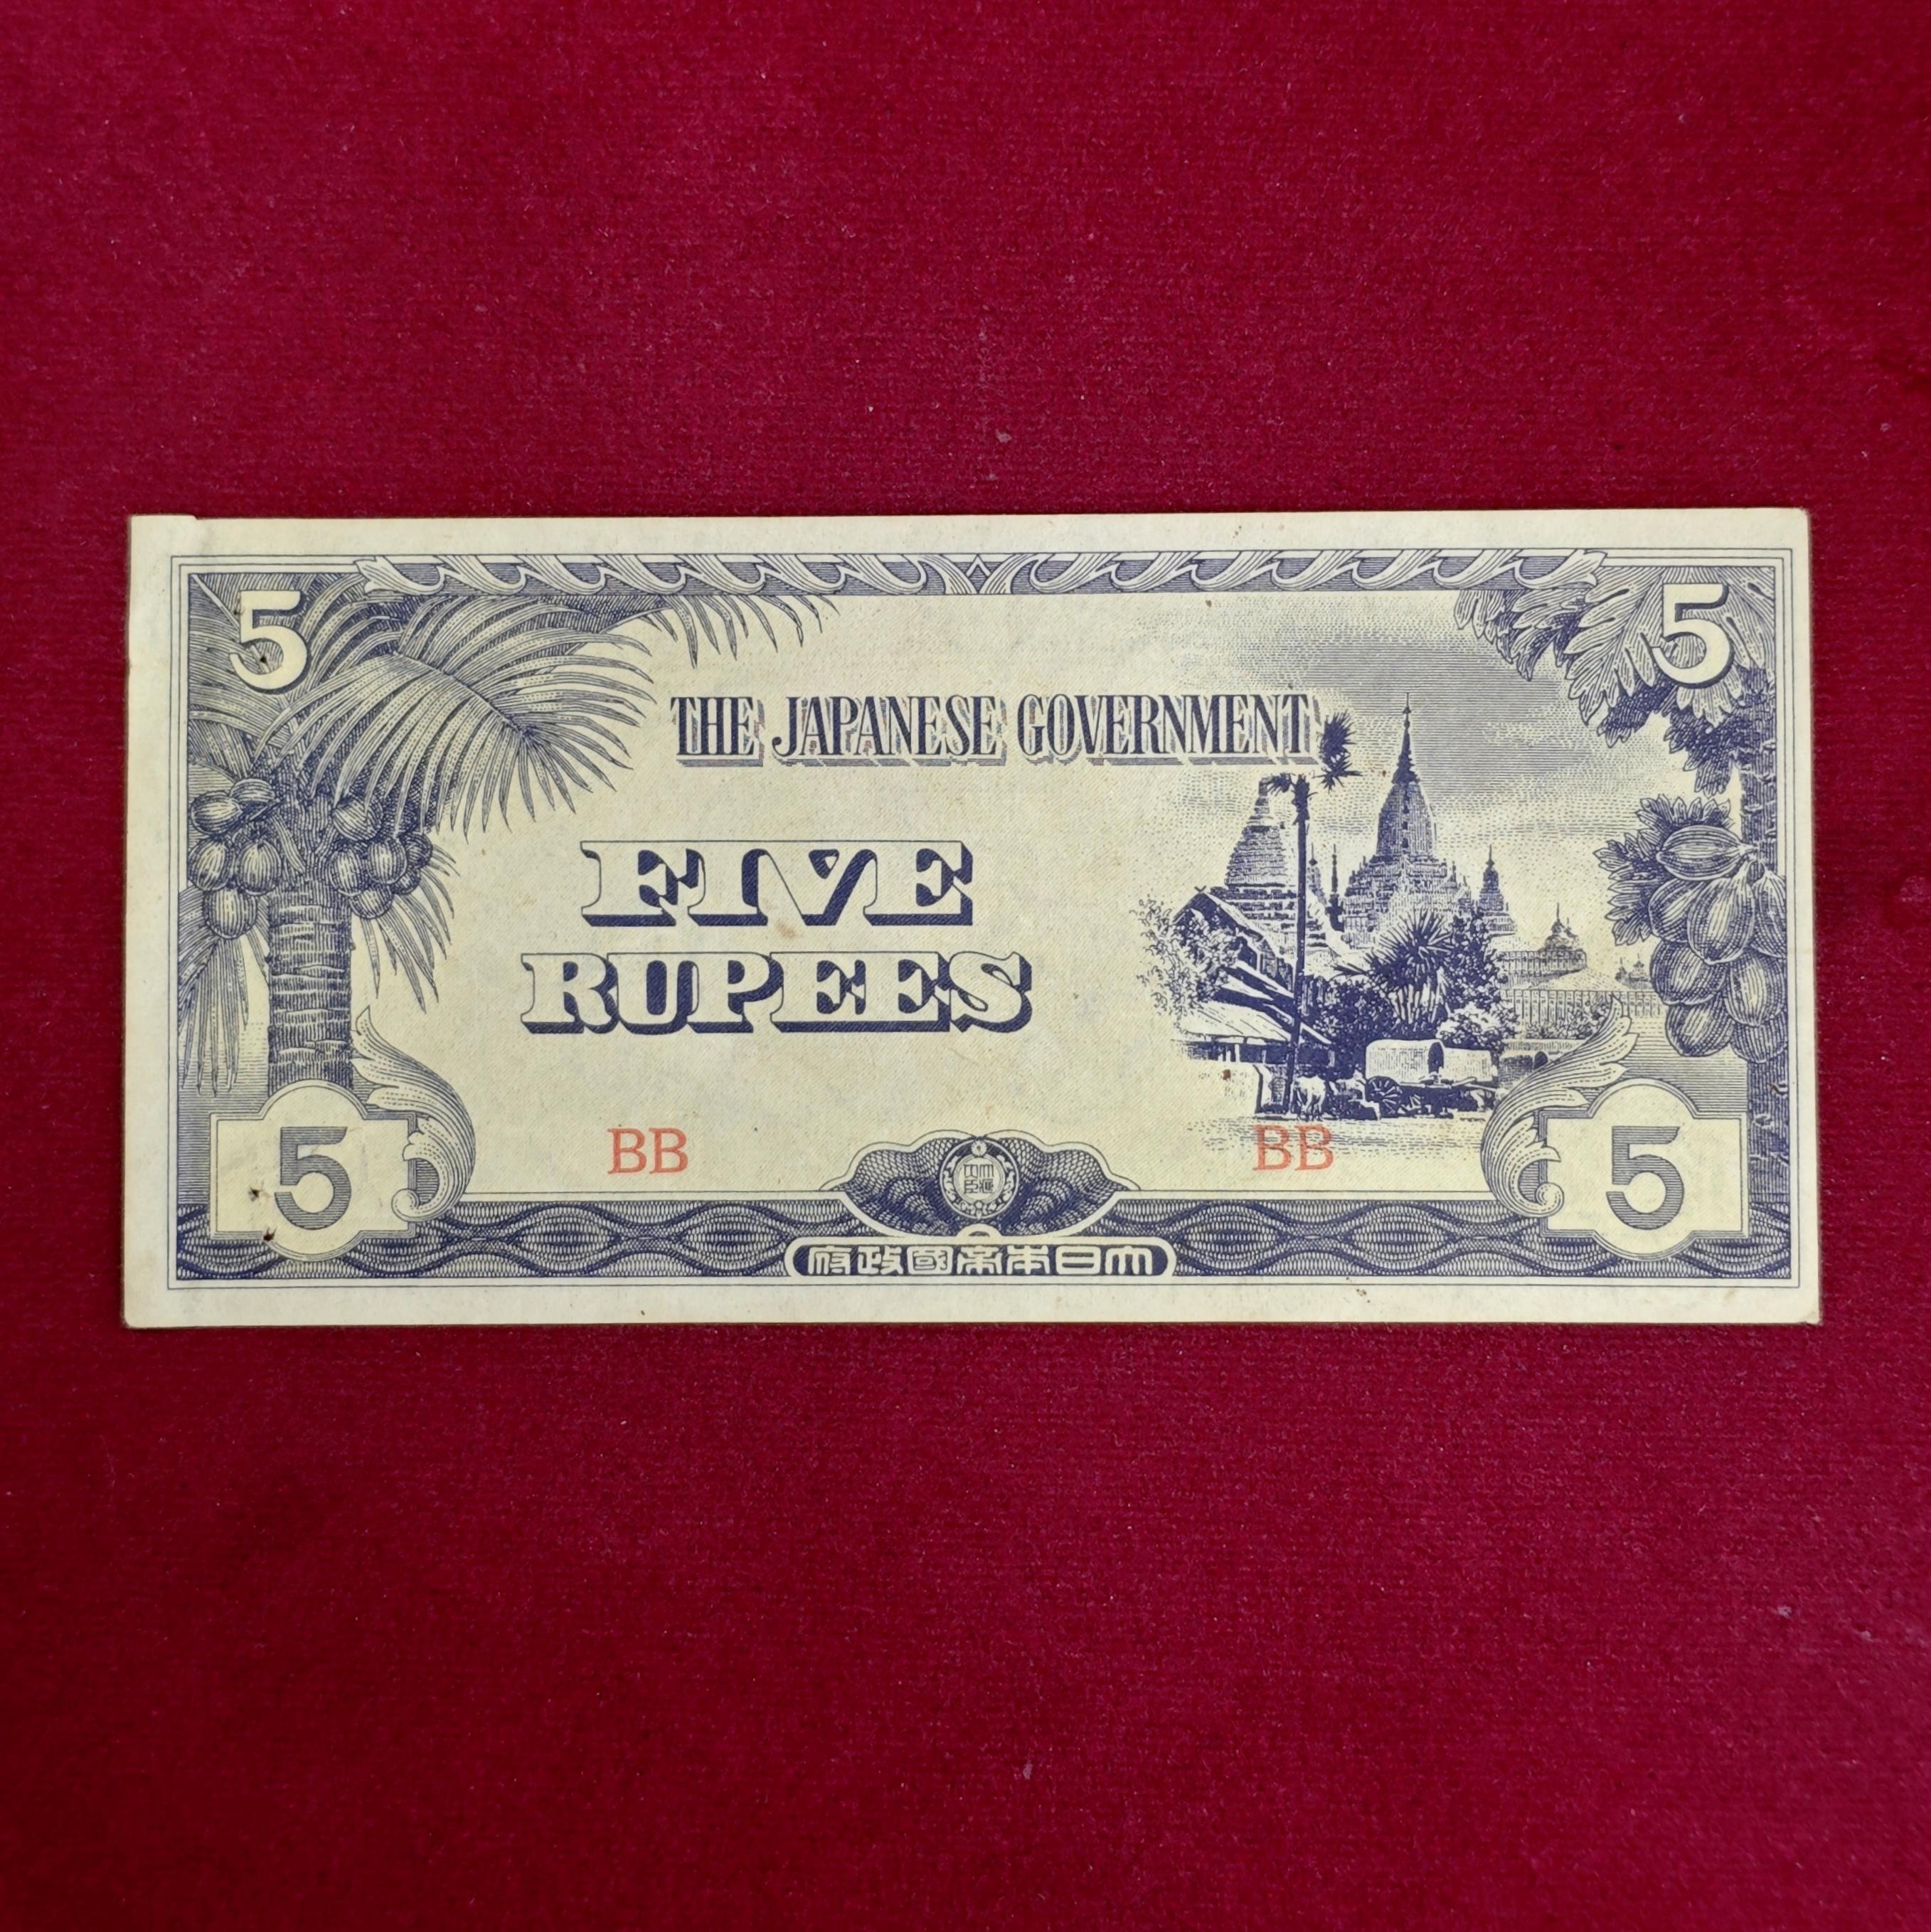 5 5
THE JAPANESE GOVERNMENT
FIVE
RUPEES
BB BB
5 5
府政國帝本日大